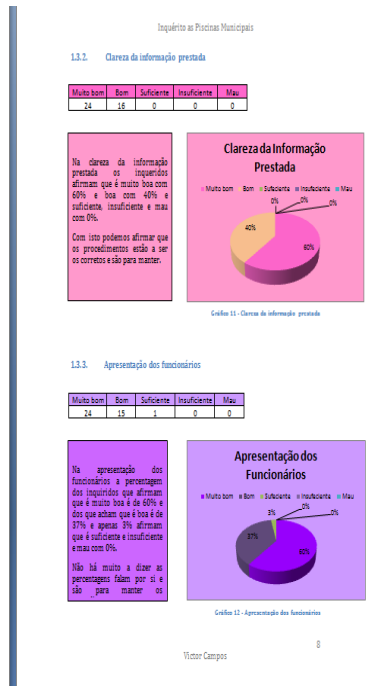 Inquérito as Piscinas Municipais
1.3.2. Clareza da informação prestada
Muito bom Bom Suficiente Insuficiente Mau
24 16 0 0 0
Na clareza da informação
prestada os inqueridos
afirmam que é muito boa com
60% e boa com 40% e
suficiente, insuficiente e mau
com 0%.
Com isto podemos afirmar que
os procedimentos estão a ser
os corretos e são para manter.
Clareza da Informação
Prestada
Muito bom Bom Sufeciente Insufeciente Mau
0% 0% 0%
40%
60%
Gráfico 11 - Clareza da informação prestada
1.3.3. Apresentação dos funcionários
Muito bom Bom Suficiente Insuficiente Mau
24 15 1 0 0
Na apresentação dos
funcionários a percentagem
dos inquiridos que afirmam
que é muito boa é de 60% e
dos que acham que é boa é de
37% e apenas 3% afirmam
que é suficiente e insuficiente
e mau com 0%.
Não há muito a dizer as
percentagens falam por si e
são para manter os
Apresentação dos
Funcionários
Muito bom Bom Sufeciente Insufeciente Mau
3% 0% 0%
37%
60%
Gráfico 12 - Apresentação dos funcionários
8
Victor Campos